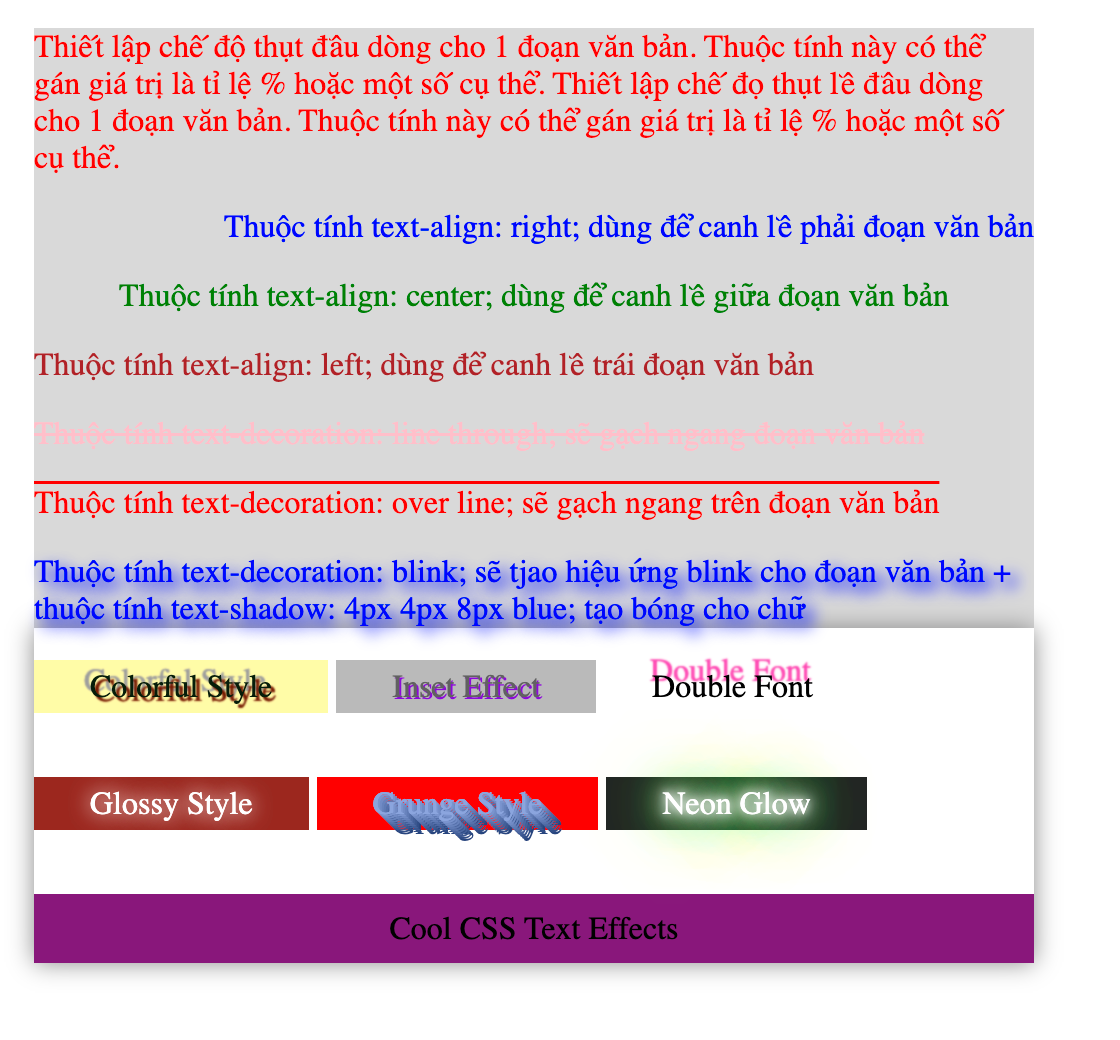 Thiết lập chế độ thụt đầu dòng cho 1 đoạn văn bản. Thuộc tính này có thể
gán giá trị là tỉ lệ % hoặc một số cụ thể. Thiết lập chế đọ thụt lề đầu dòng
cho 1 đoạn văn bản. Thuộc tính này có thể gán giá trị là tỉ lệ % hoặc một số
cụ thể.
Thuộc tính text-align: right; dùng để canh lề phải đoạn văn bản
Thuộc tính text-align: center; dùng để canh lề giữa đoạn văn bản
Thuộc tính text-align: left; dùng để canh lê trái đoạn văn bản
Thuộc tính text-decoration: line through; sẽ gạch ngang đoạn văn bản
Thuộc tính text-decoration: over line; sẽ gạch ngang trên đoạn văn bản
Thuộc tính text-decoration: blink; sẽ tjao hiệu ứng blink cho đoạn văn bản +
thuộc tính text-shadow: 4px 4px 8px blue; tạo bóng cho chữ
Colorful Style Inset Effect Double Font
Glossy Style Grunge Style Neon Glow
Cool CSS Text Effects